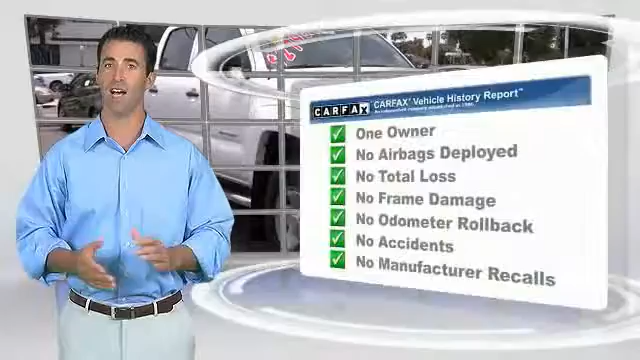 CARFAX CARFAX Vehicle History Report™
One Owner
No Airbags Deployed
No Total Loss
No Frame Damage
No Odometer Rollback
No Accidents
No Manufacturer Recalls